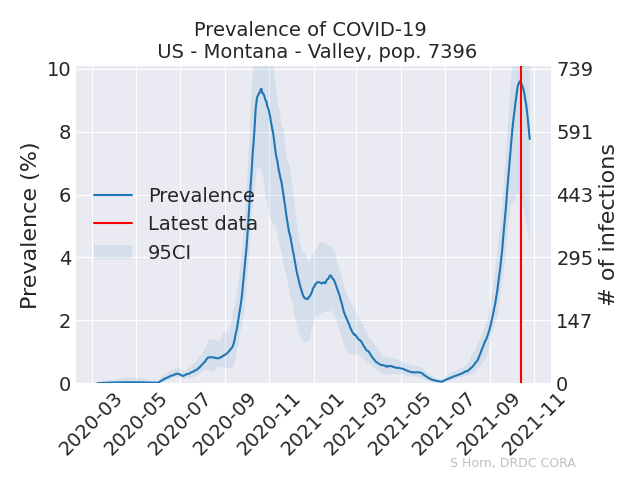 Prevalence of COVID-19
US - Montana - Valley, pop. 7396
Prevalence (%)
10
8
6
4
2
0
739
591
443
295
147
0
# of infections
Prevalence
Latest data
95CI
2020-03
2020-05
2020-07
2020-09
2020-11
2021-01
2021-03
2021-05
2021-07
2021-09
2021-11
S Horn, DRDC CORA